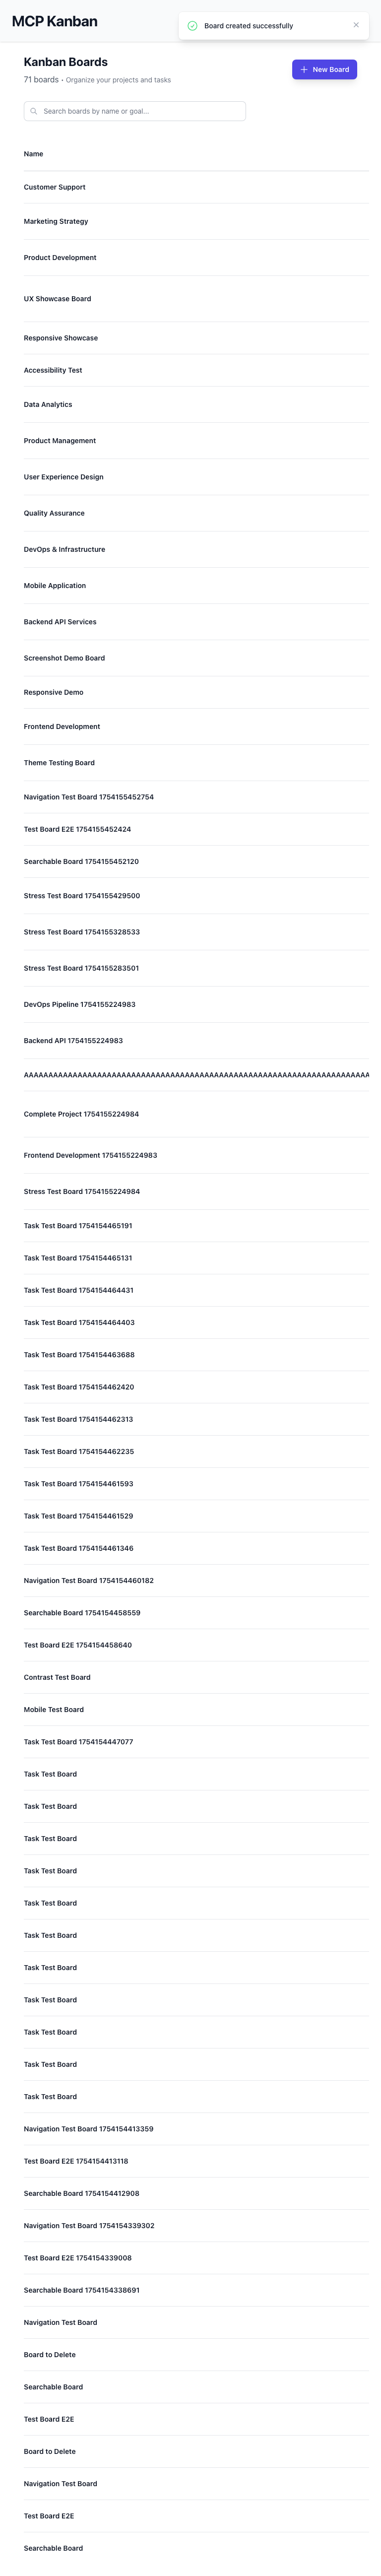 MCP Kanban
Board created successfully
Kanban Boards
71 boards • Organize your projects and tasks
New Board
Search boards by name or goal...
Name
Customer Support
Marketing Strategy
Product Development
UX Showcase Board
Responsive Showcase
Accessibility Test
Data Analytics
Product Management
User Experience Design
Quality Assurance
DevOps & Infrastructure
Mobile Application
Backend API Services
Screenshot Demo Board
Responsive Demo
Frontend Development
Theme Testing Board
Navigation Test Board 1754155452754
Test Board E2E 1754155452424
Searchable Board 1754155452120
Stress Test Board 1754155429500
Stress Test Board 1754155328533
Stress Test Board 1754155283501
DevOps Pipeline 1754155224983
Backend API 1754155224983
Complete Project 1754155224984
Frontend Development 1754155224983
Stress Test Board 1754155224984
Task Test Board 1754154465191
Task Test Board 1754154465131
Task Test Board 1754154464431
Task Test Board 1754154464403
Task Test Board 1754154463688
Task Test Board 1754154462420
Task Test Board 1754154462313
Task Test Board 1754154462235
Task Test Board 1754154461593
Task Test Board 1754154461529
Task Test Board 1754154461346
Navigation Test Board 1754154460182
Searchable Board 1754154458559
Test Board E2E 1754154458640
Contrast Test Board
Mobile Test Board
Task Test Board 1754154447077
Task Test Board
Task Test Board
Task Test Board
Task Test Board
Task Test Board
Task Test Board
Task Test Board
Task Test Board
Task Test Board
Task Test Board
Task Test Board
Navigation Test Board 1754154413359
Test Board E2E 1754154413118
Searchable Board 1754154412908
Navigation Test Board 1754154339302
Test Board E2E 1754154339008
Searchable Board 1754154338691
Navigation Test Board
Board to Delete
Searchable Board
Test Board E2E
Board to Delete
Navigation Test Board
Test Board E2E
Searchable Board